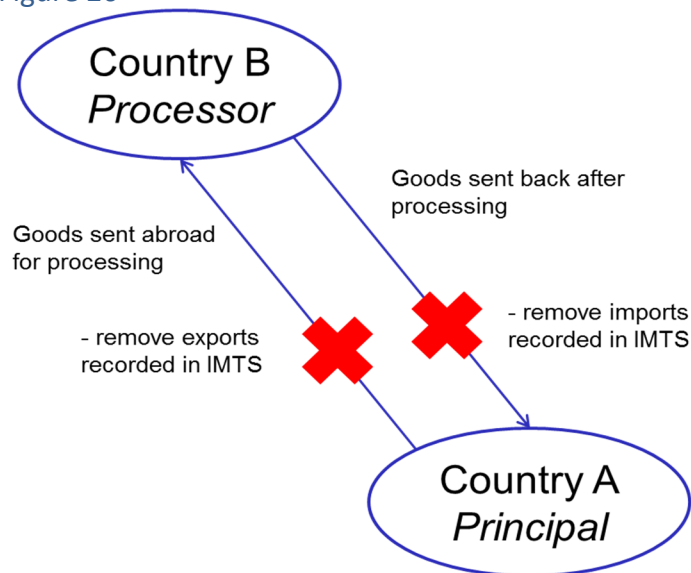 Country B
Processor
Goods sent back after
processing
Goods sent abroad
for processing
- remove imports
recorded in IMTS
- remove exports
recorded in IMTS
Country A
Principal